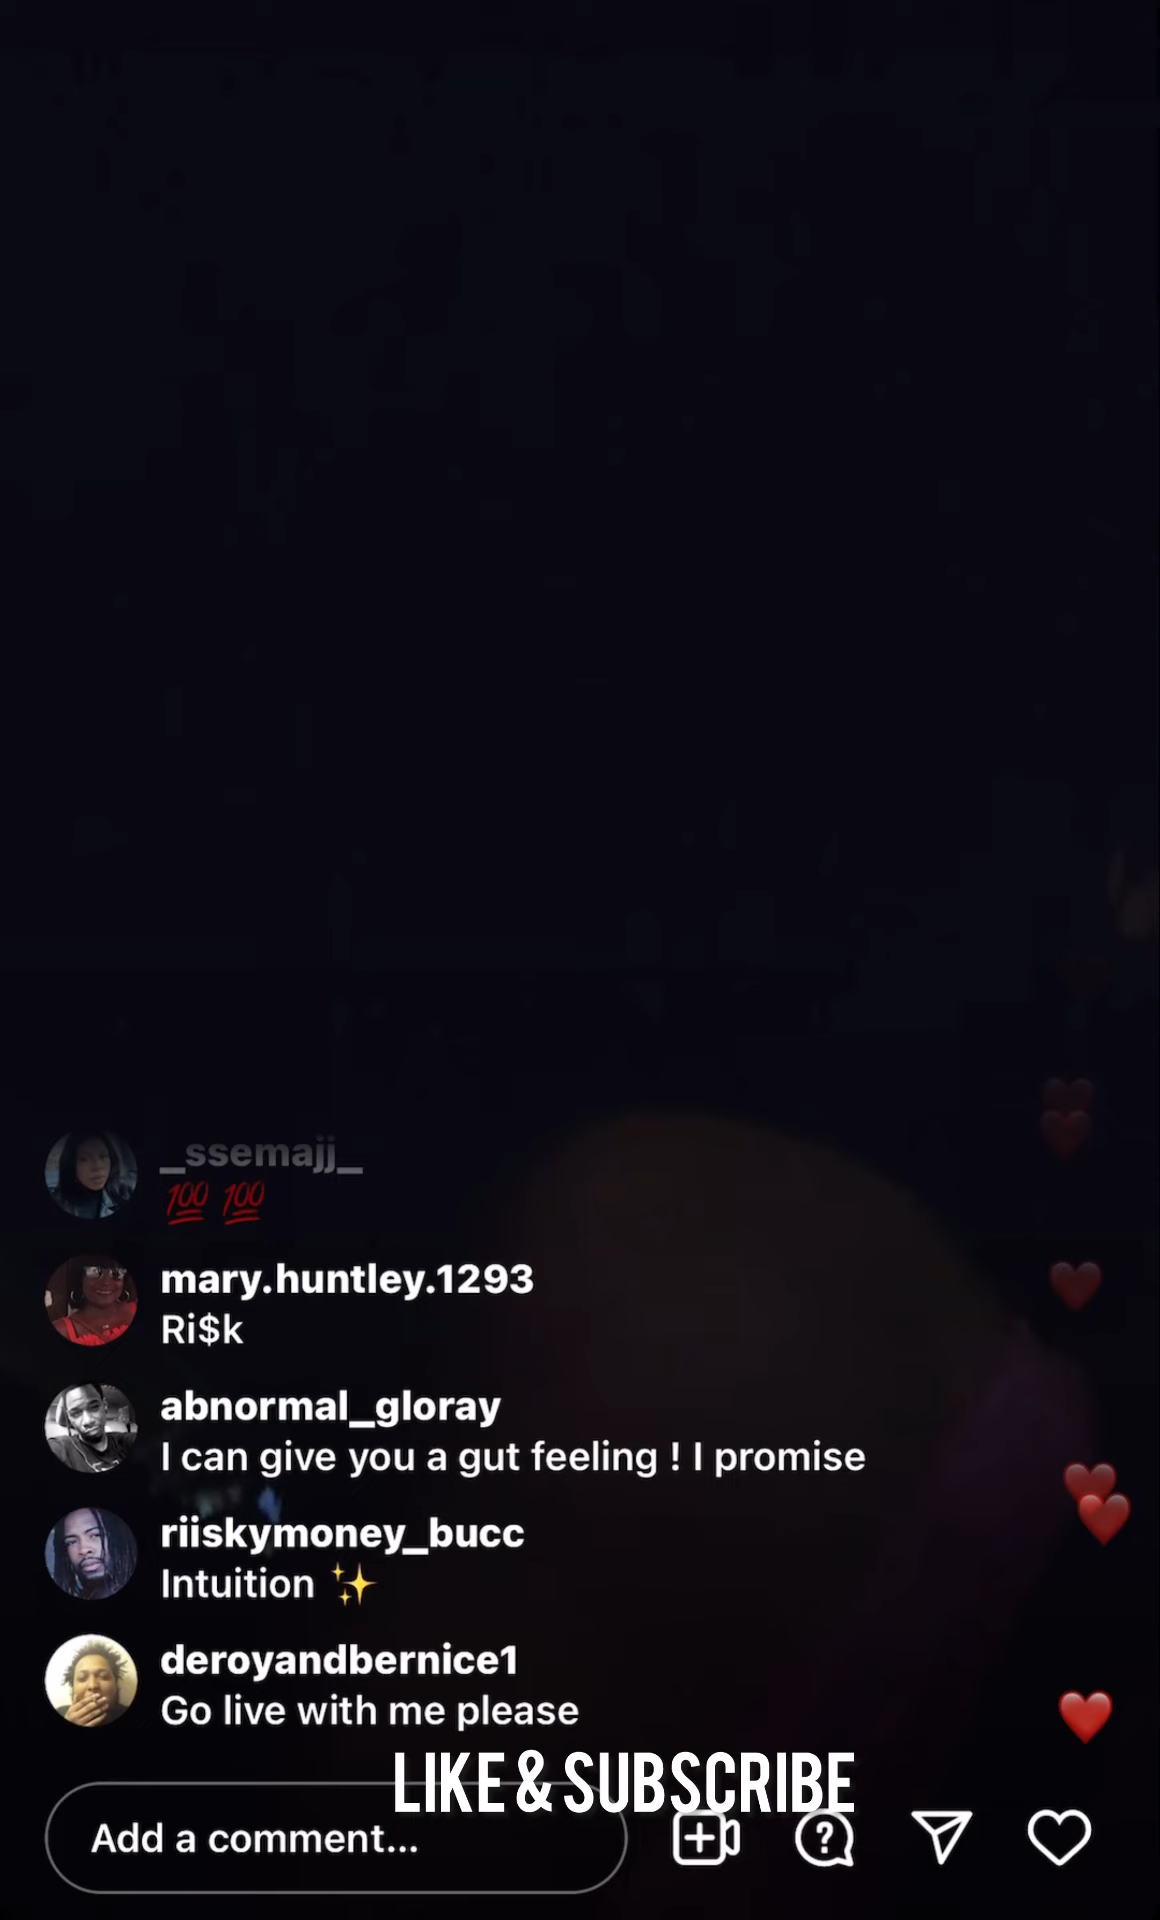 _ssemajj_
💯 💯
mary.huntley.1293
Ri$k
abnormal_gloray
I can give you a gut feeling ! I promise
riiskymoney_bucc
Intuition ✨
deroyandbernice1
Go live with me please
LIKE & SUBSCRIBE
Add a comment...